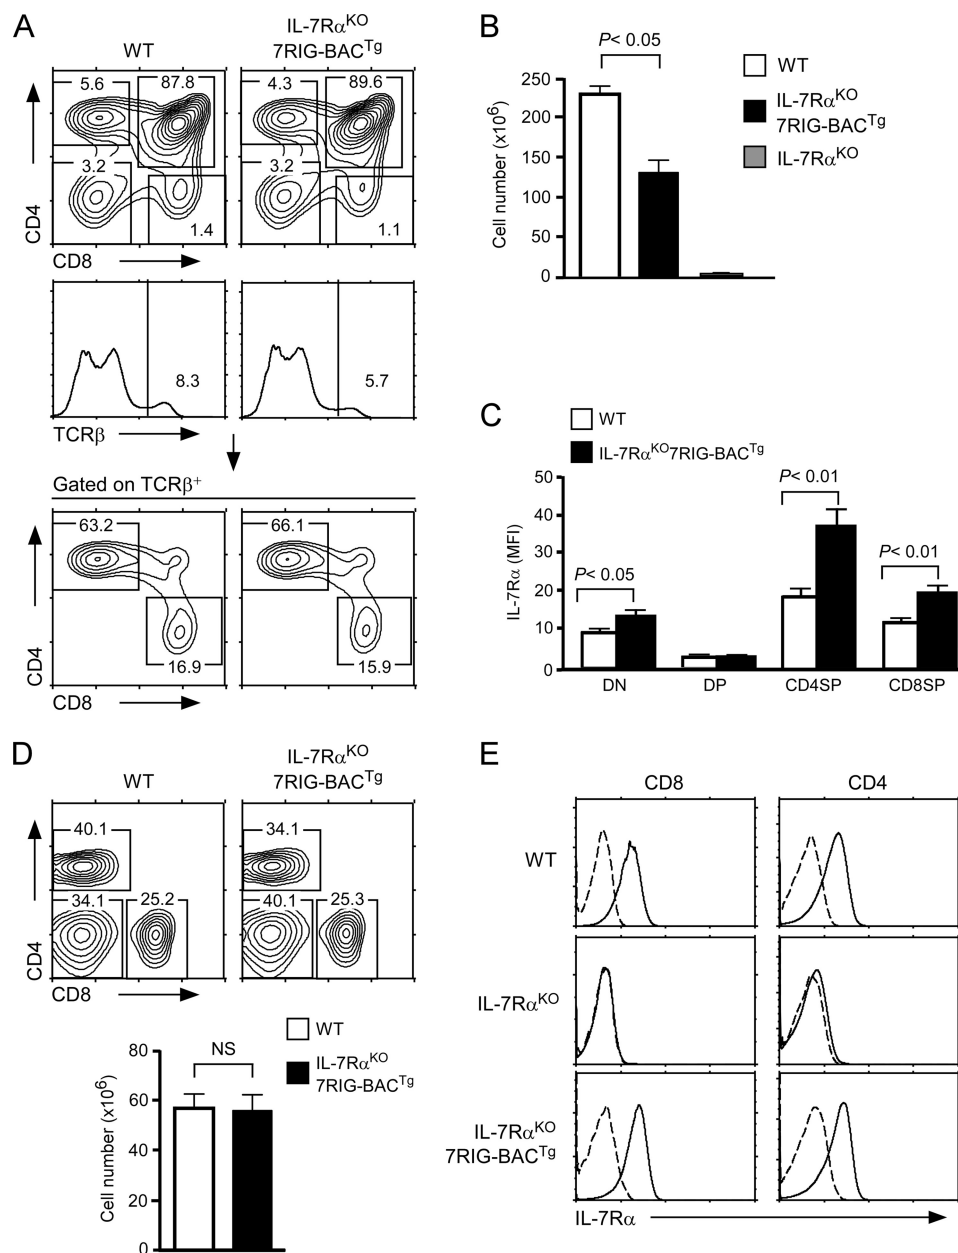 A
WT
IL-7Rα^KO
7RIG-BAC^Tg
5.6
87.8
3.2
1.4
4.3
89.6
3.2
1.1
CD4
CD8
8.3
5.7
TCRβ
Gated on TCRβ+
63.2
16.9
66.1
15.9
CD4
CD8
B
P< 0.05
250
200
150
100
50
0
Cell number (x10^6)
WT
IL-7Rα^KO
7RIG-BAC^Tg
IL-7Rα^KO
C
WT
IL-7Rα^KO7RIG-BAC^Tg
50
40
30
20
10
0
IL-7Rα (MFI)
P< 0.05
P< 0.01
P< 0.01
DN
DP
CD4SP
CD8SP
D
WT
IL-7Rα^KO
7RIG-BAC^Tg
40.1
34.1
25.2
34.1
40.1
25.3
CD4
CD8
WT
IL-7Rα^KO
7RIG-BAC^Tg
NS
80
60
40
20
0
Cell number (x10^6)
E
CD8
CD4
WT
IL-7Rα^KO
IL-7Rα^KO
7RIG-BAC^Tg
IL-7Rα